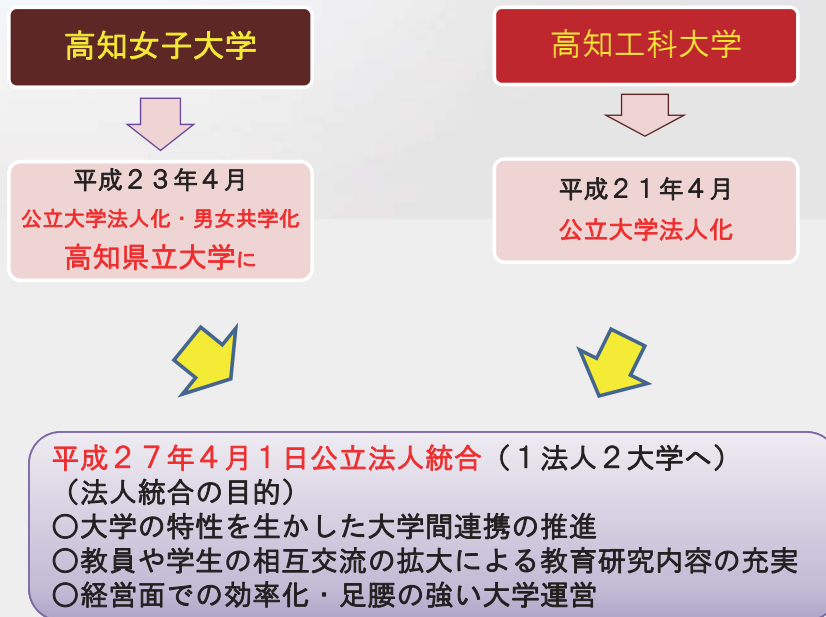 高知女子大学
高知工科大学
平成２３年４月
公立大学法人化・男女共学化
高知県立大学に
平成２１年４月
公立大学法人化
平成２７年４月１日公立法人統合（１法人２大学へ）
（法人統合の目的）
〇大学の特性を生かした大学間連携の推進
〇教員や学生の相互交流の拡大による教育研究内容の充実
〇経営面での効率化・足腰の強い大学運営